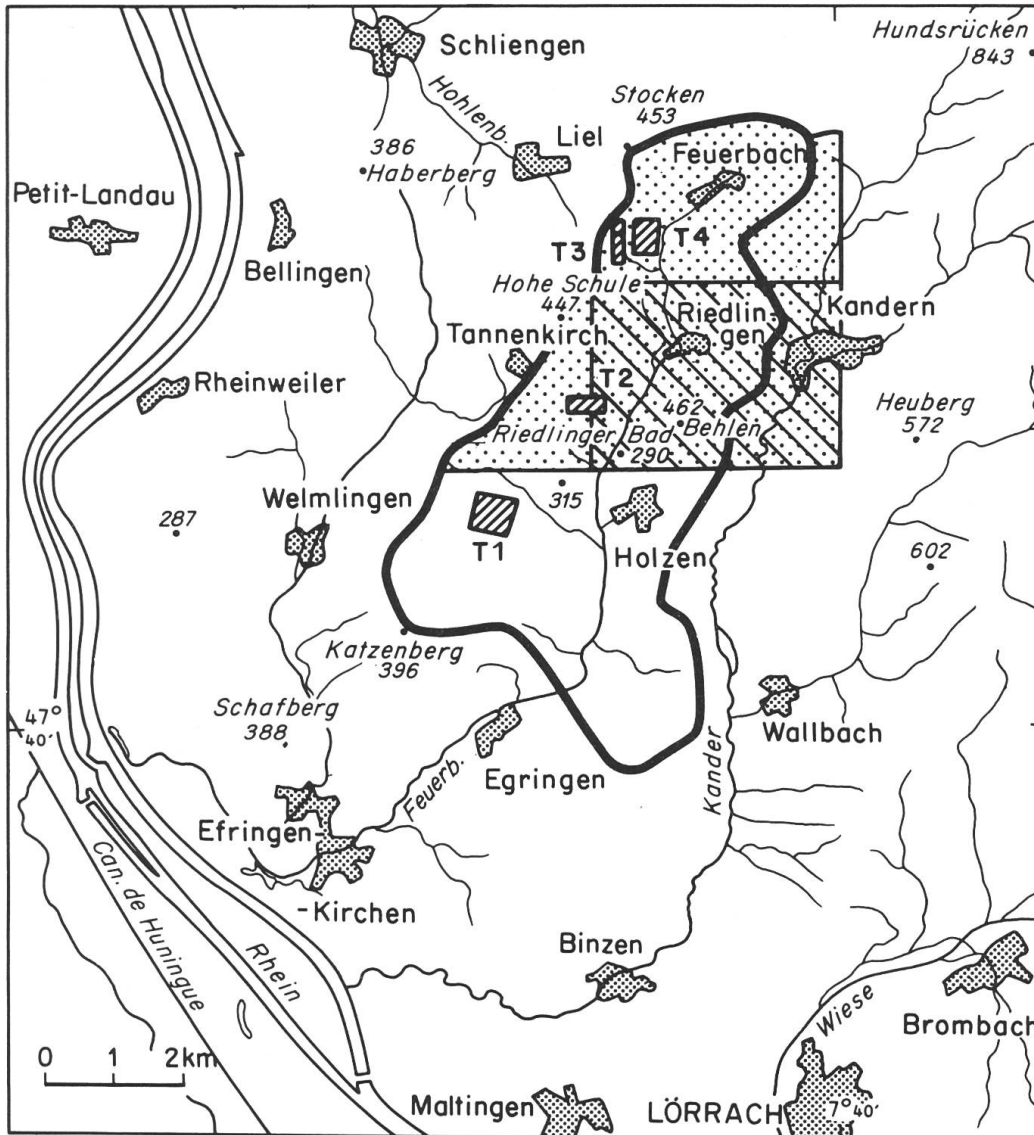 Schliengen
Hundsrücken
843
Hohlenb.
Stocken
453
Liel
386
Haberberg
Feuerbach
Petit-Landau
Bellingen
T3
T4
Hohe Schule
447
Riedlin-
gen
Kandern
Tannenkirch
Rheinweiler
T2
462
Behlen
Heuberg
572
Riedlinger Bad
290
Welmlingen
315
287
T1
Holzen
602
Katzenberg
396
Schafberg
388
47°
40'
Wallbach
Egringen
Feuerb.
Kander
Efringen-
-Kirchen
Can. de Huningue
Rhein
Binzen
Wiese
Brombach
0 1 2km
Maltingen
LÖRRACH
7° 40'